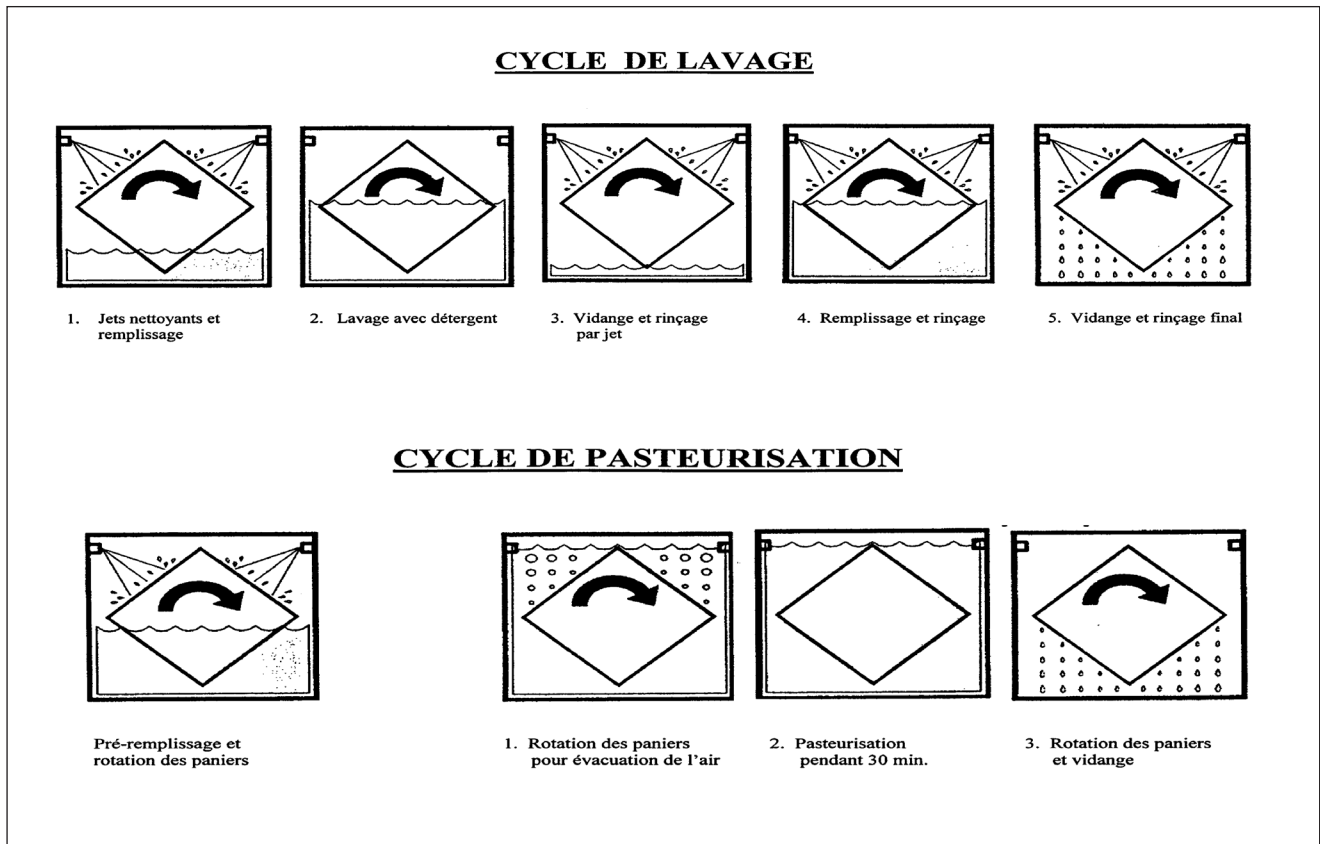 CYCLE DE LAVAGE
1. Jets nettoyants et
remplissage
2. Lavage avec détergent
3. Vidange et rinçage
par jet
4. Remplissage et rinçage
5. Vidange et rinçage final
CYCLE DE PASTEURISATION
Pré-remplissage et
rotation des paniers
1. Rotation des paniers
pour évacuation de l'air
2. Pasteurisation
pendant 30 min.
3. Rotation des paniers
et vidange